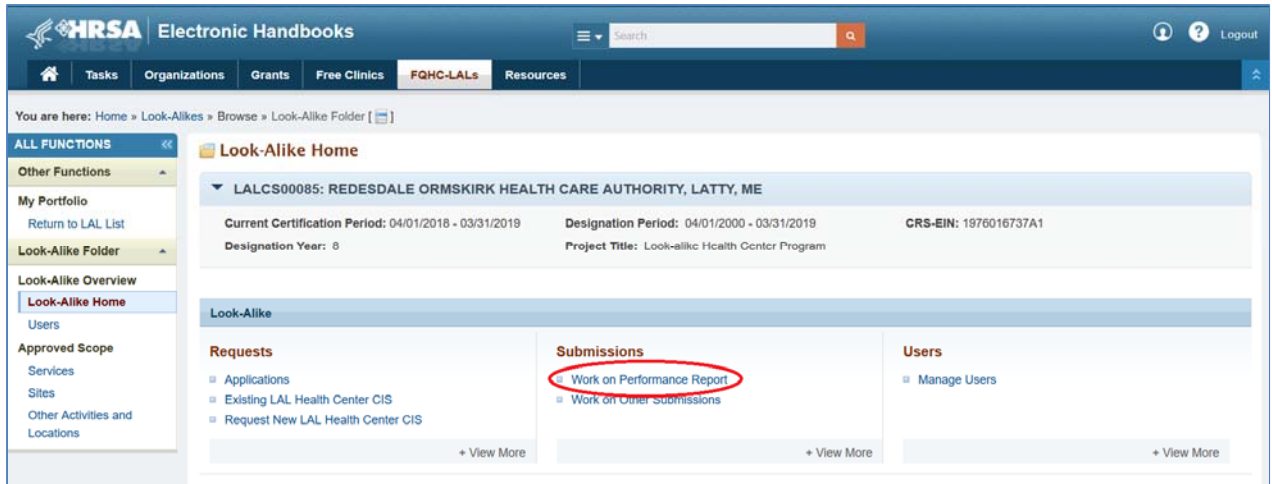 HRSA Electronic Handbooks
Search
? Logout
Tasks Organizations Grants Free Clinics FQHC-LALs Resources
You are here: Home » Look-Alikes » Browse » Look-Alike Folder [ ]
ALL FUNCTIONS «
Other Functions
My Portfolio
Return to LAL List
Look-Alike Folder
Look-Alike Overview
Look-Alike Home
Users
Approved Scope
Services
Sites
Other Activities and
Locations
Look-Alike Home
LALCS00085: REDESDALE ORMSKIRK HEALTH CARE AUTHORITY, LATTY, ME
Current Certification Period: 04/01/2018 - 03/31/2019 Designation Period: 04/01/2000 - 03/31/2019 CRS-EIN: 1976016737A1
Designation Year: 8 Project Title: Look-alike Health Center Program
Look-Alike
Requests
Applications
Existing LAL Health Center CIS
Request New LAL Health Center CIS
+ View More
Submissions
Work on Performance Report
Work on Other Submissions
+ View More
Users
Manage Users
+ View More